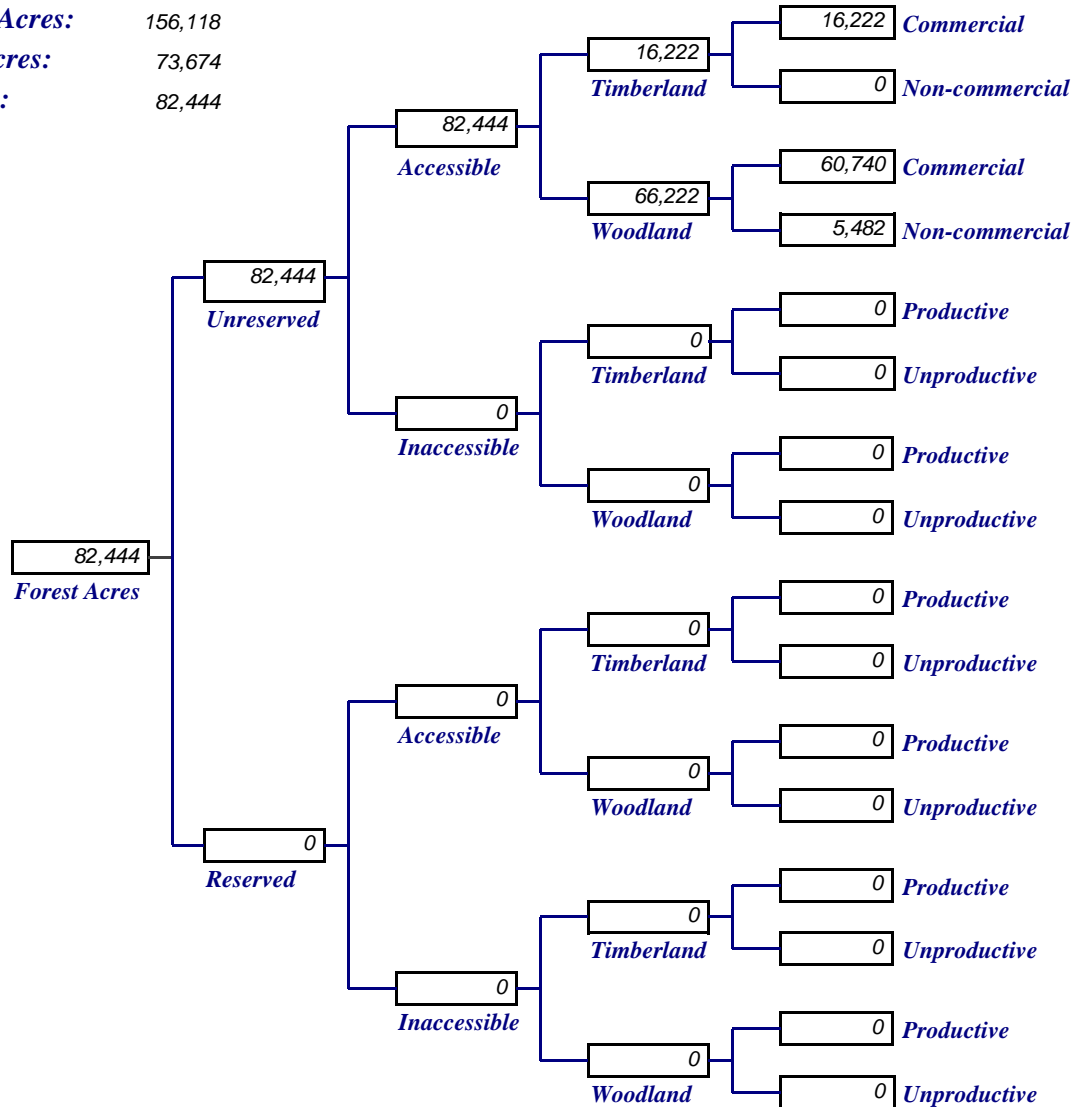 Acres: 156,118
cres: 73,674
: 82,444
16,222 Commercial
16,222
Timberland
0 Non-commercial
82,444
Accessible
60,740 Commercial
66,222
Woodland
5,482 Non-commercial
82,444
Unreserved
0 Productive
0
Timberland
0 Unproductive
0
Inaccessible
0 Productive
0
Woodland
0 Unproductive
82,444
Forest Acres
0 Productive
0
Timberland
0 Unproductive
0
Accessible
0 Productive
0
Woodland
0 Unproductive
0
Reserved
0 Productive
0
Timberland
0 Unproductive
0
Inaccessible
0 Productive
0
Woodland
0 Unproductive